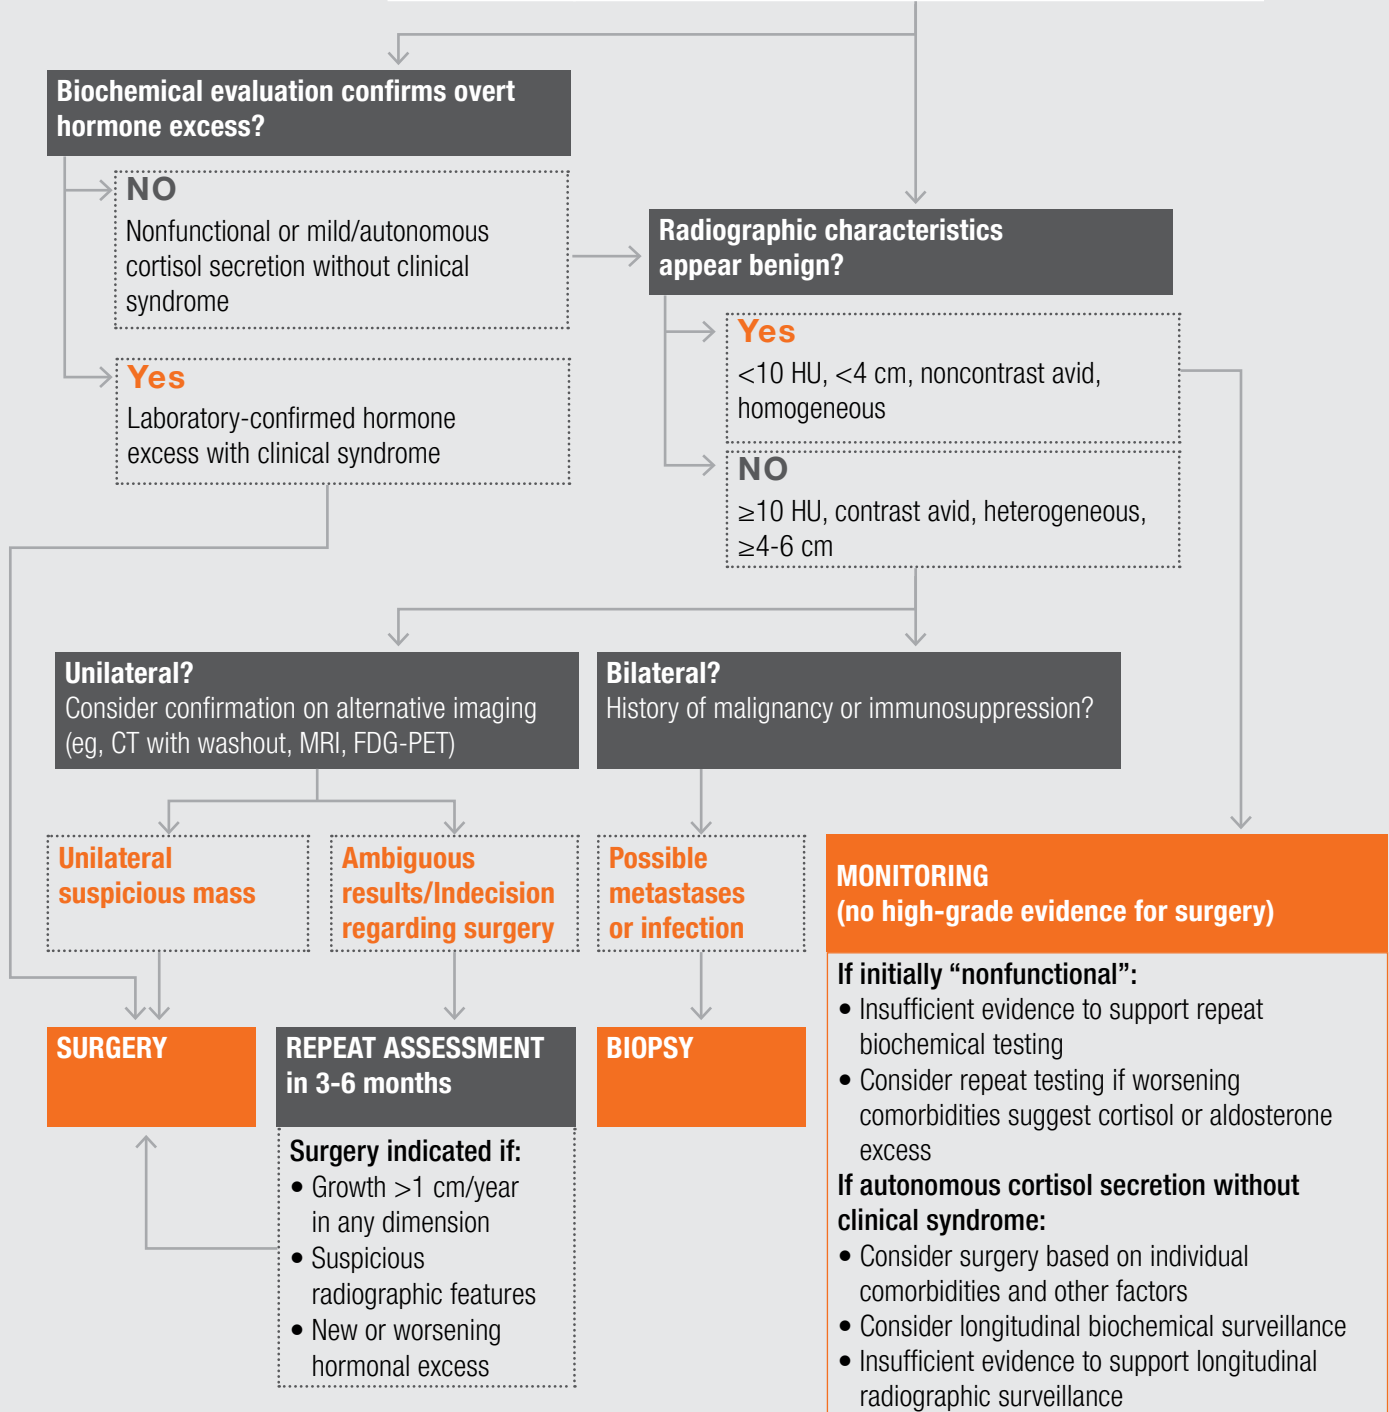 Biochemical evaluation confirms overt
hormone excess?
NO
Nonfunctional or mild/autonomous
cortisol secretion without clinical
syndrome
Yes
Laboratory-confirmed hormone
excess with clinical syndrome
Radiographic characteristics
appear benign?
Yes
<10 HU, <4 cm, noncontrast avid,
homogeneous
NO
≥10 HU, contrast avid, heterogeneous,
≥4-6 cm
Unilateral?
Consider confirmation on alternative imaging
(eg, CT with washout, MRI, FDG-PET)
Bilateral?
History of malignancy or immunosuppression?
Unilateral
suspicious mass
Ambiguous
results/Indecision
regarding surgery
Possible
metastases
or infection
SURGERY
REPEAT ASSESSMENT
in 3-6 months
Surgery indicated if:
• Growth >1 cm/year
in any dimension
• Suspicious
radiographic features
• New or worsening
hormonal excess
BIOPSY
MONITORING
(no high-grade evidence for surgery)
If initially “nonfunctional”:
• Insufficient evidence to support repeat
biochemical testing
• Consider repeat testing if worsening
comorbidities suggest cortisol or aldosterone
excess
If autonomous cortisol secretion without
clinical syndrome:
• Consider surgery based on individual
comorbidities and other factors
• Consider longitudinal biochemical surveillance
• Insufficient evidence to support longitudinal
radiographic surveillance